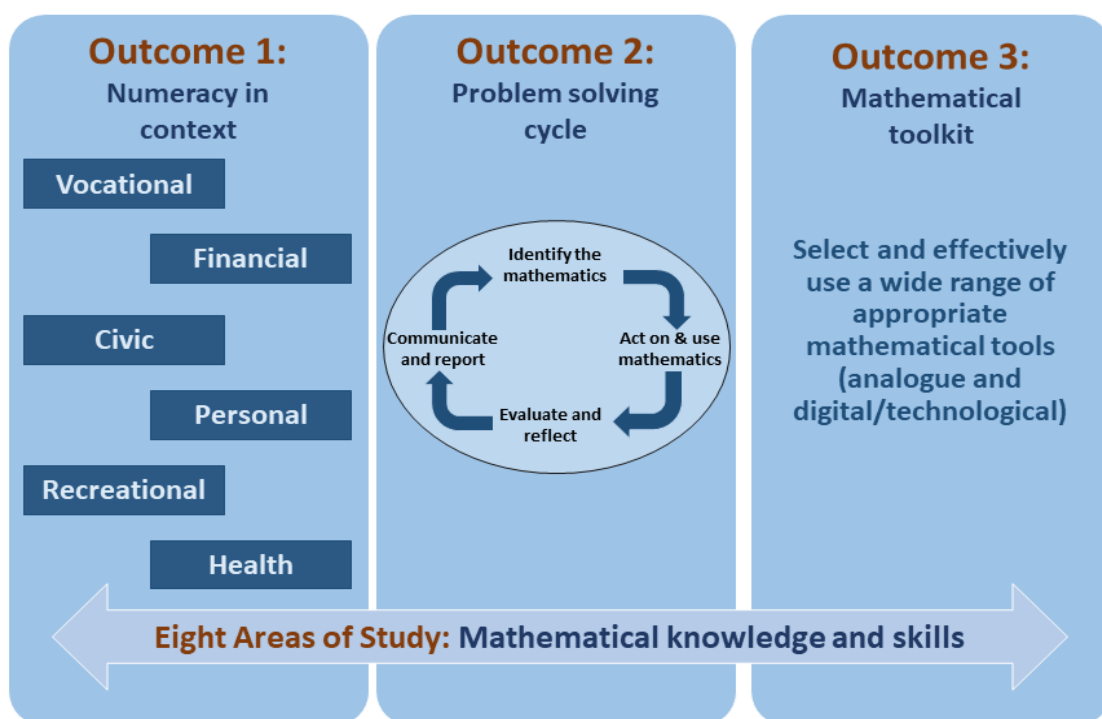 Outcome 1:
Numeracy in
context
Vocational
Financial
Civic
Personal
Recreational
Health
Outcome 2:
Problem solving
cycle
Identify the
mathematics
Act on & use
mathematics
Evaluate and
reflect
Communicate
and report
Outcome 3:
Mathematical
toolkit
Select and effectively
use a wide range of
appropriate
mathematical tools
(analogue and
digital/technological)
Eight Areas of Study: Mathematical knowledge and skills